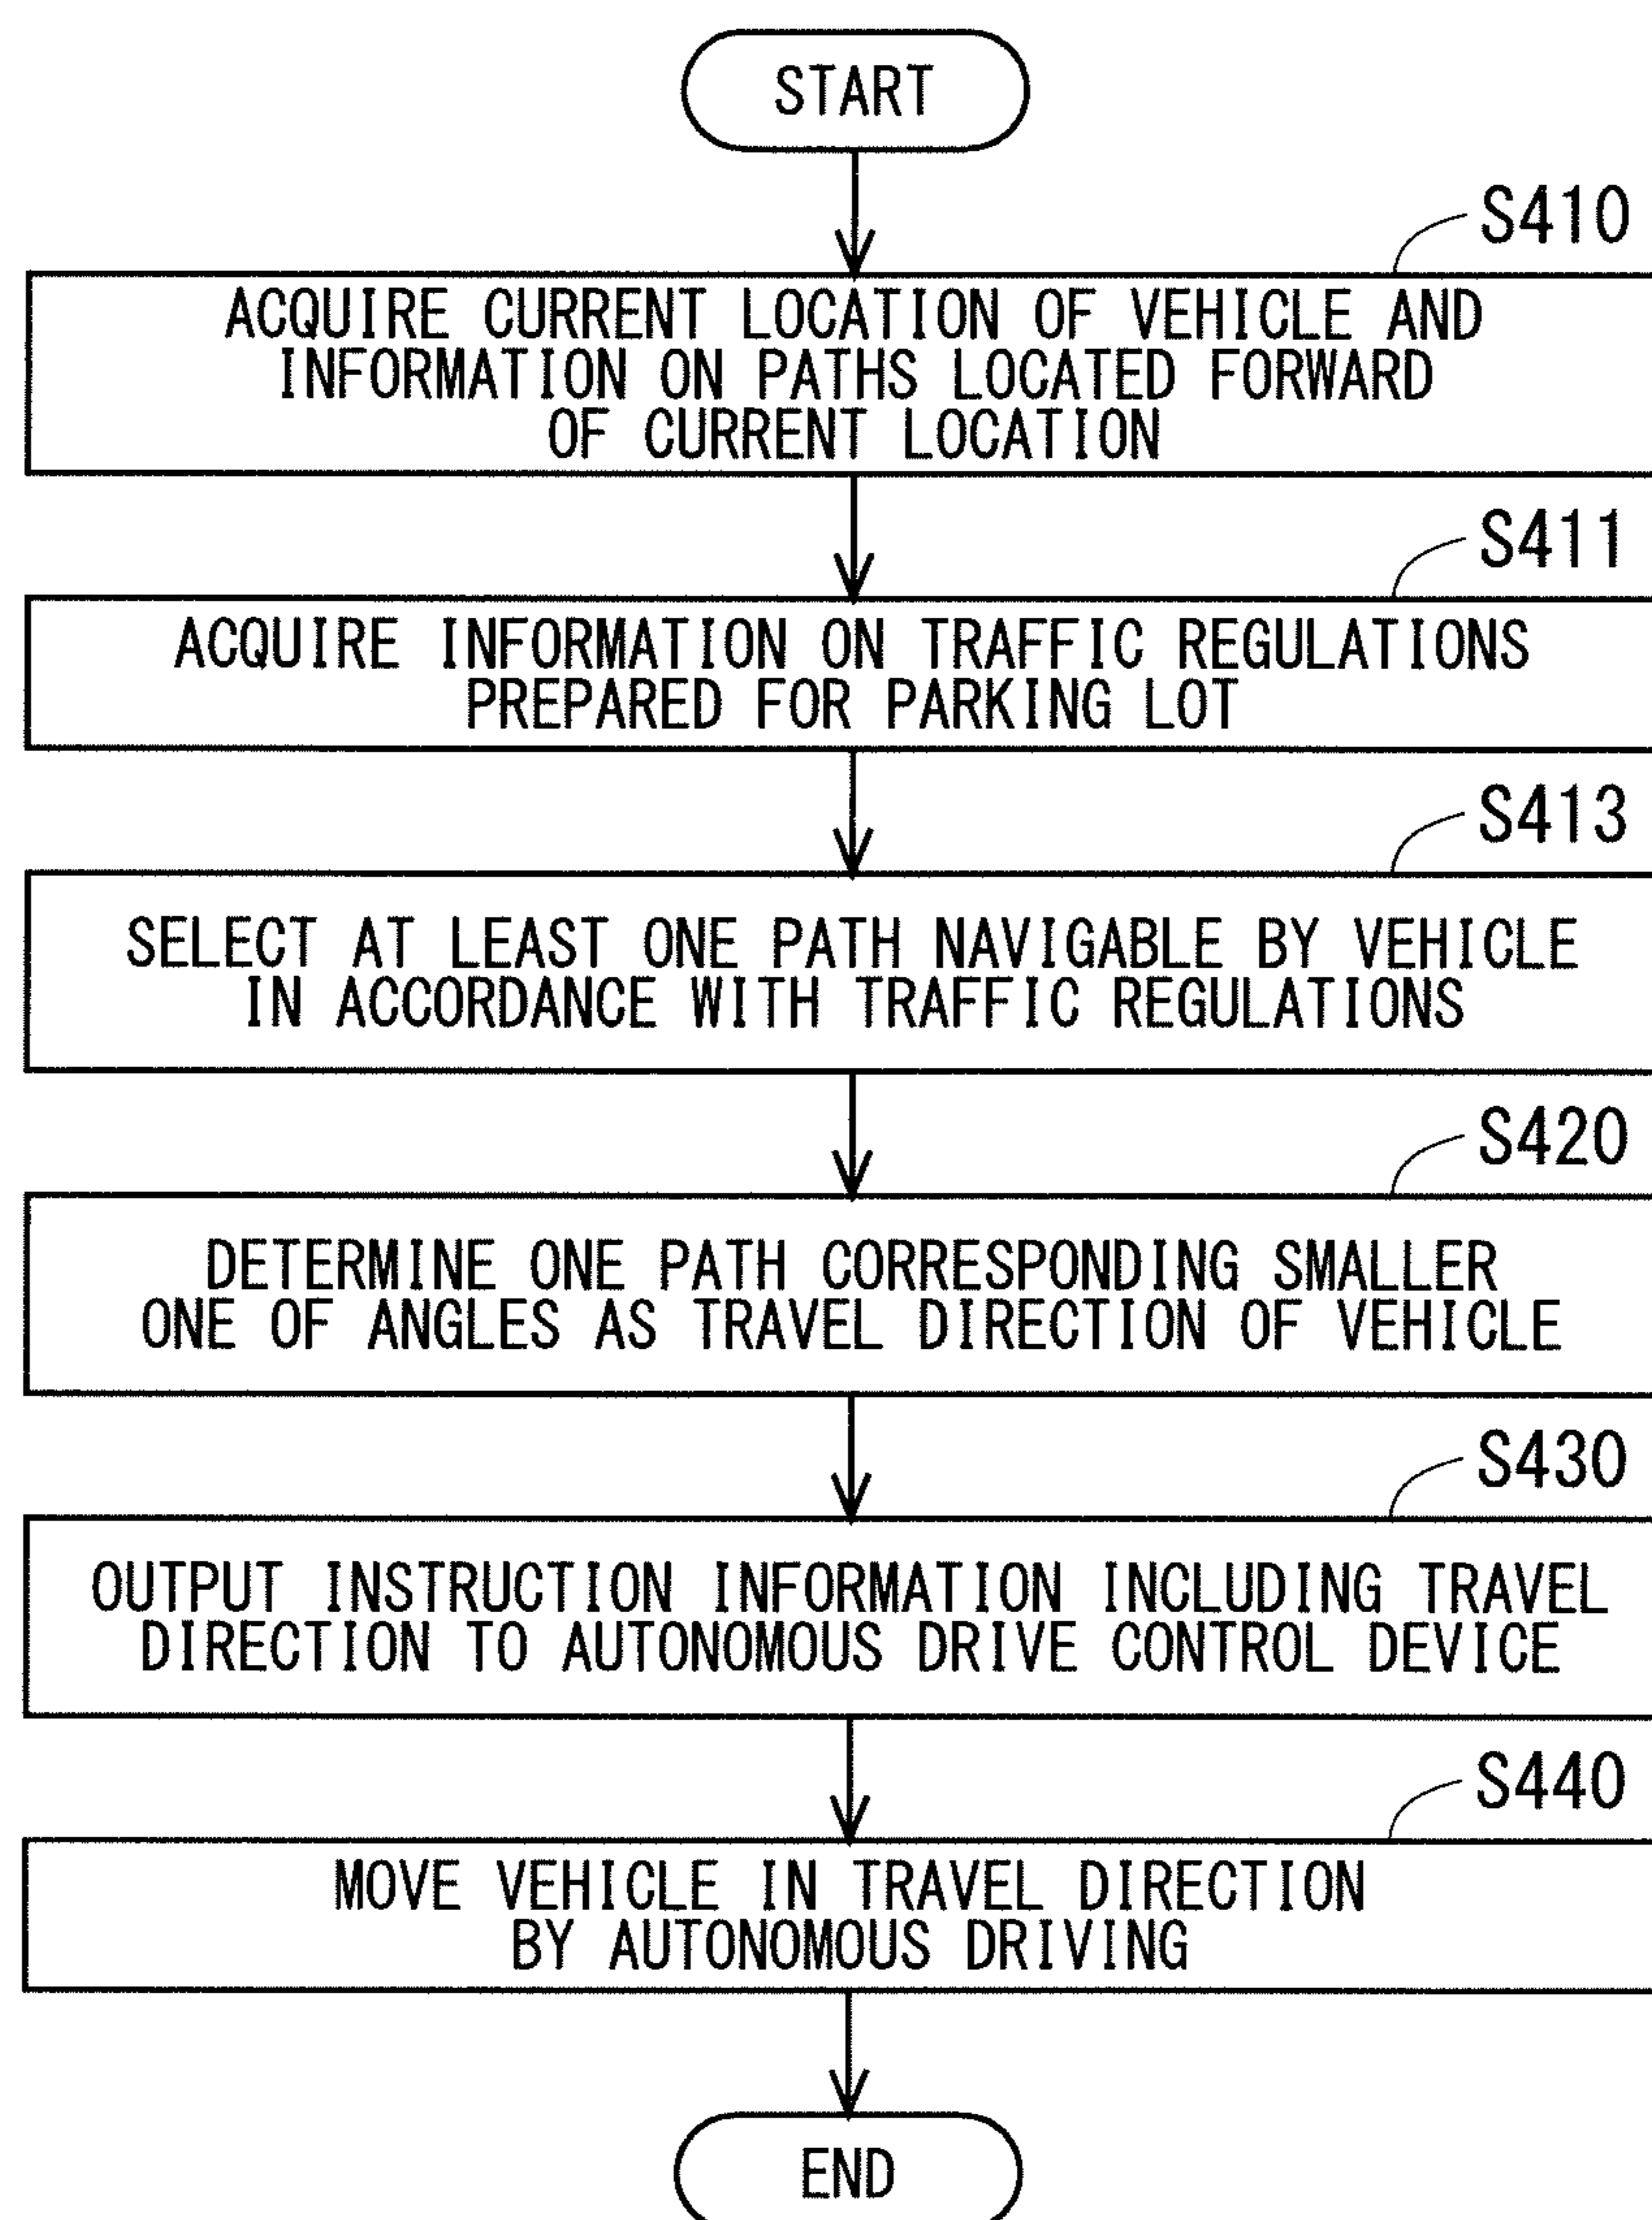 START
S410
ACQUIRE CURRENT LOCATION OF VEHICLE AND
INFORMATION ON PATHS LOCATED FORWARD
OF CURRENT LOCATION
S411
ACQUIRE INFORMATION ON TRAFFIC REGULATIONS
PREPARED FOR PARKING LOT
S413
SELECT AT LEAST ONE PATH NAVIGABLE BY VEHICLE
IN ACCORDANCE WITH TRAFFIC REGULATIONS
S420
DETERMINE ONE PATH CORRESPONDING SMALLER
ONE OF ANGLES AS TRAVEL DIRECTION OF VEHICLE
S430
OUTPUT INSTRUCTION INFORMATION INCLUDING TRAVEL
DIRECTION TO AUTONOMOUS DRIVE CONTROL DEVICE
S440
MOVE VEHICLE IN TRAVEL DIRECTION
BY AUTONOMOUS DRIVING
END